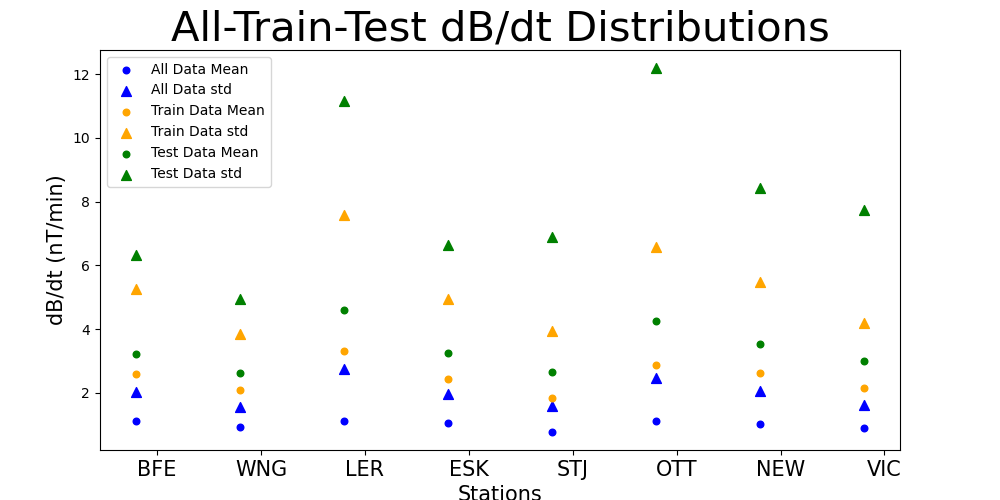 All-Train-Test dB/dt Distributions
All Data Mean
All Data std
Train Data Mean
Train Data std
Test Data Mean
Test Data std
dB/dt (nT/min)
12
10
8
6
4
2
BFE WNG LER ESK STJ OTT NEW VIC
Stations